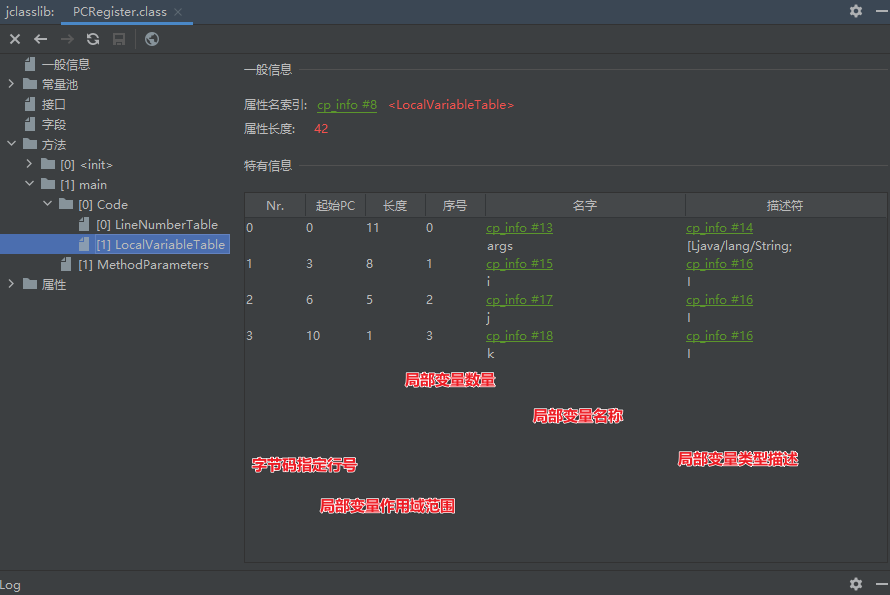 jclasslib: PCRegister.class
一般信息
常量池
接口
字段
方法
[0] <init>
[1] main
[0] Code
[0] LineNumberTable
[1] LocalVariableTable
[1] MethodParameters
属性
一般信息
属性名索引: cp_info #8 <LocalVariableTable>
属性长度: 42
特有信息
Nr. 起始PC 长度 序号 名字 描述符
0 0 11 0 cp_info #13 cp_info #14
args [Ljava/lang/String;
1 3 8 1 cp_info #15 cp_info #16
i I
2 6 5 2 cp_info #17 cp_info #16
j I
3 10 1 3 cp_info #18 cp_info #16
k I
局部变量数量
局部变量名称
局部变量类型描述
字节码指定行号
局部变量作用域范围
Log